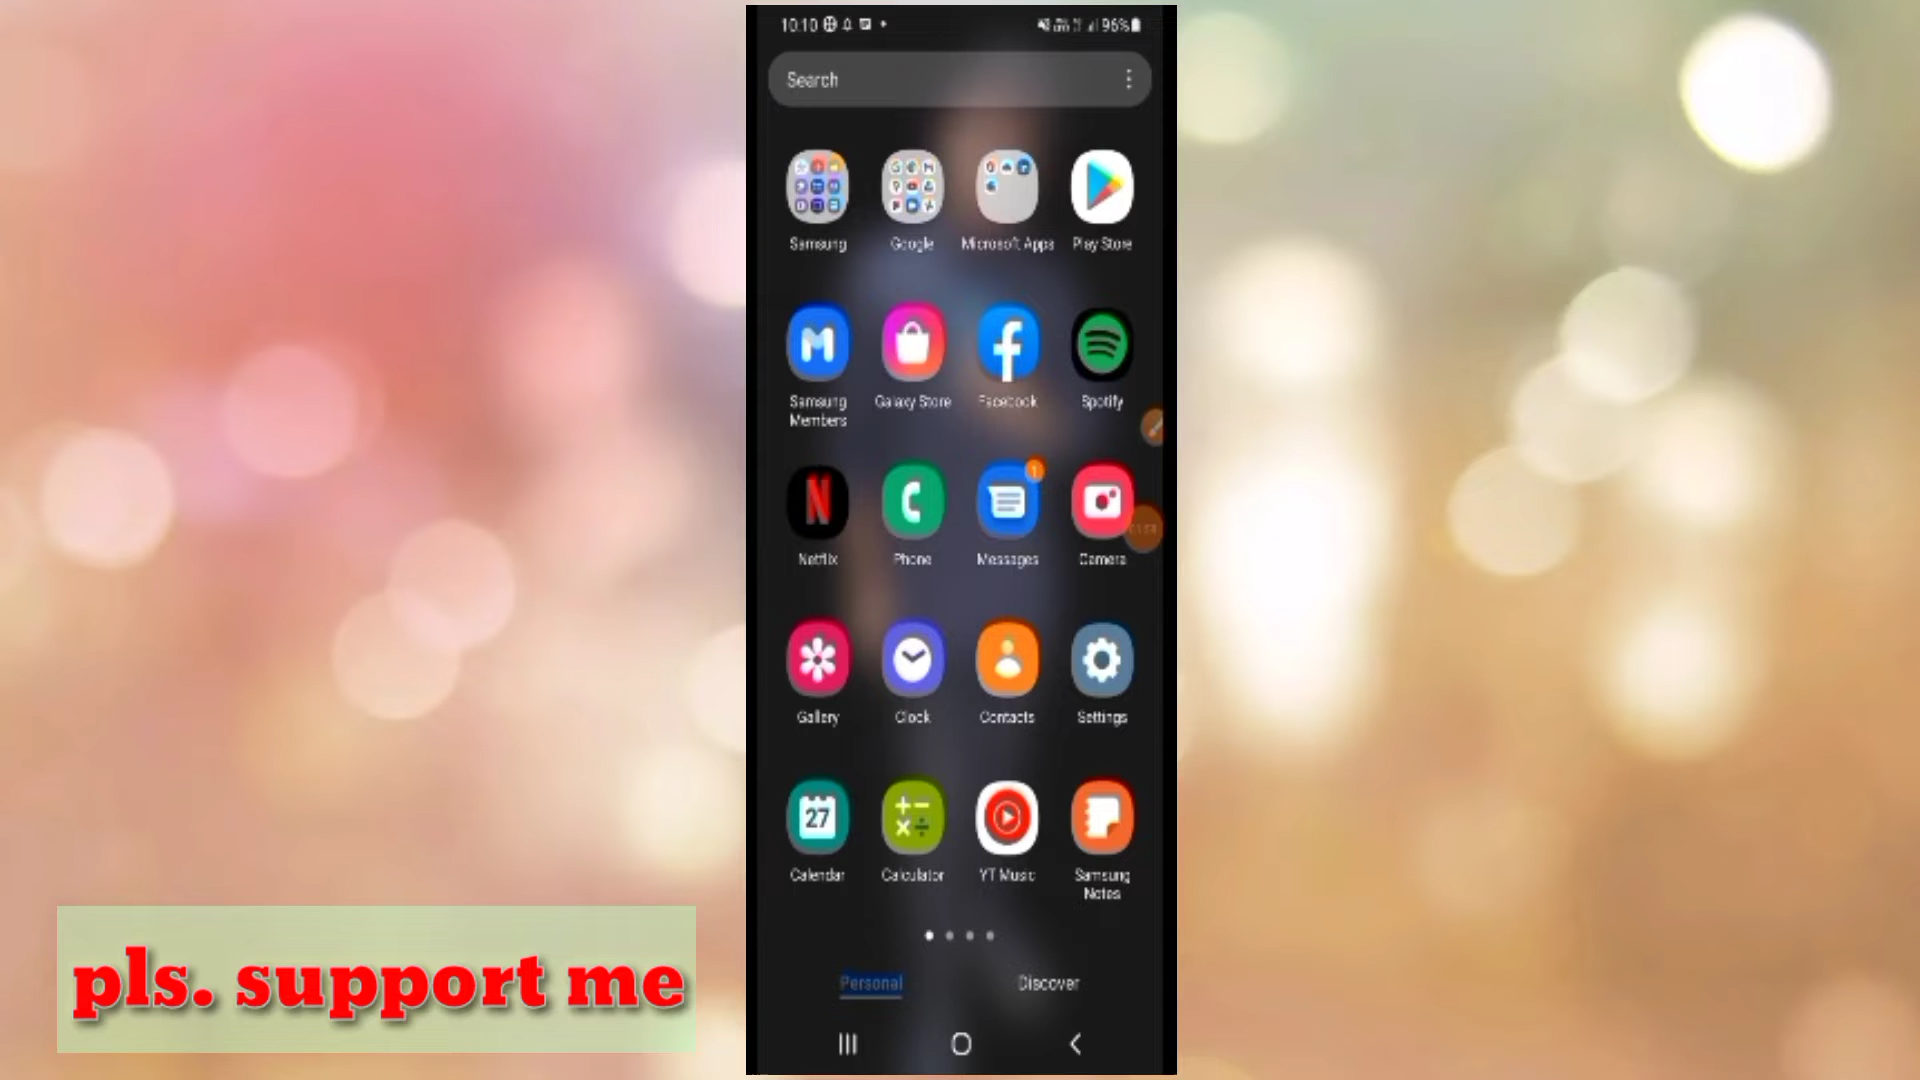 10:10
96%
Search
Samsung
Google
Microsoft Apps
Play Store
Samsung
Members
Galaxy Store
Facebook
Spotify
1
Netflix
Phone
Messages
Camera
Gallery
Clock
Contacts
Settings
27
Calendar
Calculator
YT Music
Samsung
Notes
Personal
Discover
pls. support me